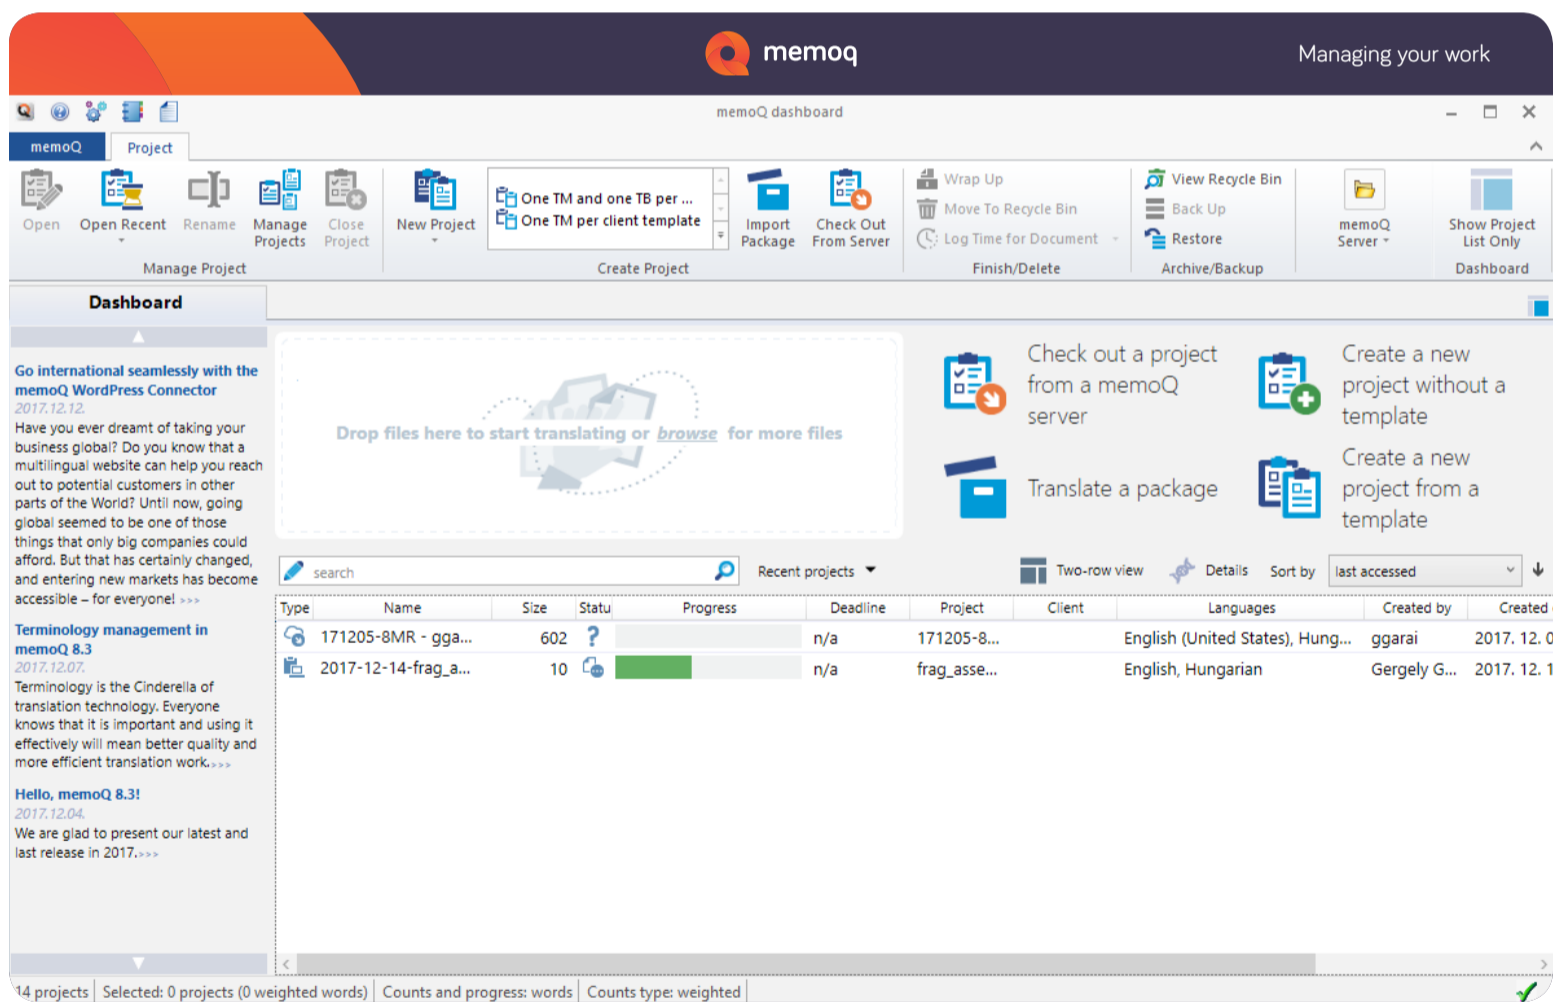 memoq
Managing your work
memoQ dashboard
memoQ
Project
Open
Open Recent
Rename
Manage
Projects
Close
Project
Manage Project
New Project
One TM and one TB per ...
One TM per client template
Import
Package
Check Out
From Server
Create Project
Wrap Up
Move To Recycle Bin
Log Time for Document
Finish/Delete
View Recycle Bin
Back Up
Restore
Archive/Backup
memoQ
Server
Show Project
List Only
Dashboard
Dashboard
Go international seamlessly with the
memoQ WordPress Connector
2017.12.12.
Have you ever dreamt of taking your
business global? Do you know that a
multilingual website can help you reach
out to potential customers in other
parts of the World? Until now, going
global seemed to be one of those
things that only big companies could
afford. But that has certainly changed,
and entering new markets has become
accessible – for everyone! >>>
Terminology management in
memoQ 8.3
2017.12.07.
Terminology is the Cinderella of
translation technology. Everyone
knows that it is important and using it
effectively will mean better quality and
more efficient translation work.>>>
Hello, memoQ 8.3!
2017.12.04.
We are glad to present our latest and
last release in 2017.>>>
Drop files here to start translating or browse for more files
Check out a project
from a memoQ
server
Create a new
project without a
template
Translate a package
Create a new
project from a
template
search
Recent projects
Two-row view
Details
Sort by
last accessed
Type Name Size Statu Progress Deadline Project Client Languages Created by Created
171205-8MR - gga... 602 ? n/a 171205-8... English (United States), Hung... ggarai 2017. 12. 0
2017-12-14-frag_a... 10 n/a frag_asse... English, Hungarian Gergely G... 2017. 12. 1
14 projects
Selected: 0 projects (0 weighted words)
Counts and progress: words
Counts type: weighted